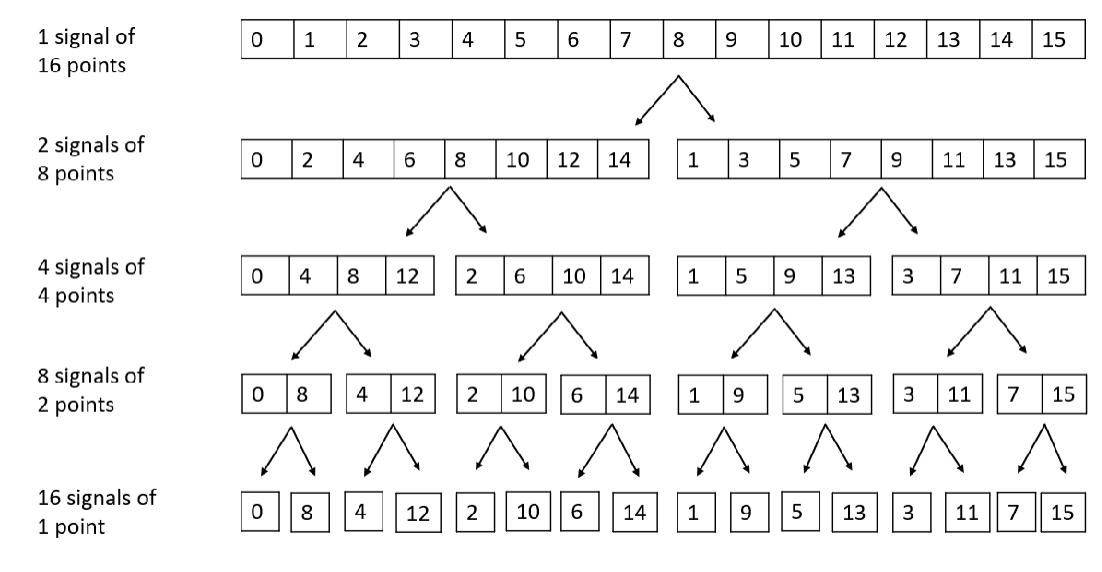 1 signal of
16 points
0 1 2 3 4 5 6 7 8 9 10 11 12 13 14 15
2 signals of
8 points
0 2 4 6 8 10 12 14 1 3 5 7 9 11 13 15
4 signals of
4 points
0 4 8 12 2 6 10 14 1 5 9 13 3 7 11 15
8 signals of
2 points
0 8 4 12 2 10 6 14 1 9 5 13 3 11 7 15
16 signals of
1 point
0 8 4 12 2 10 6 14 1 9 5 13 3 11 7 15